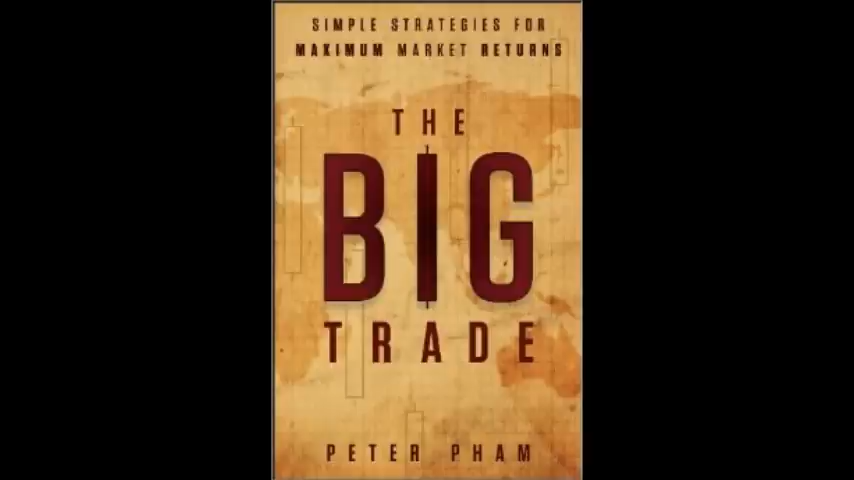 SIMPLE STRATEGIES FOR
MAXIMUM MARKET RETURNS
THE
BIG
TRADE
PETER PHAM